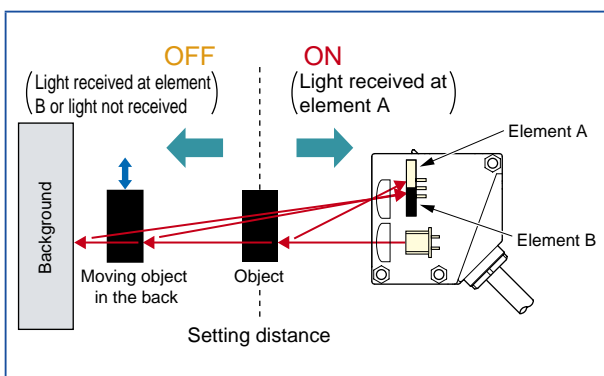 OFF
(Light received at element
B or light not received)
ON
(Light received at
element A)
Element A
Element B
Background
Moving object
in the back
Object
Setting distance